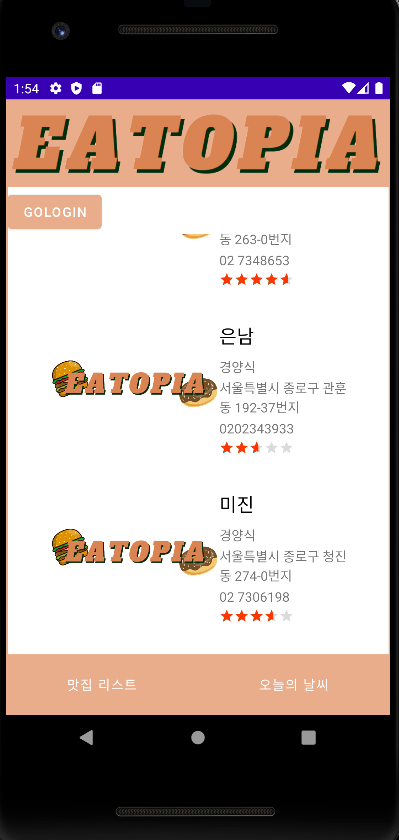 1:54
EATOPIA
GOLOGIN
동 263-0번지
02 7348653
은남
경양식
서울특별시 종로구 관훈
동 192-37번지
0202343933
EATOPIA
미진
경양식
서울특별시 종로구 청진
동 274-0번지
02 7306198
EATOPIA
맛집 리스트
오늘의 날씨